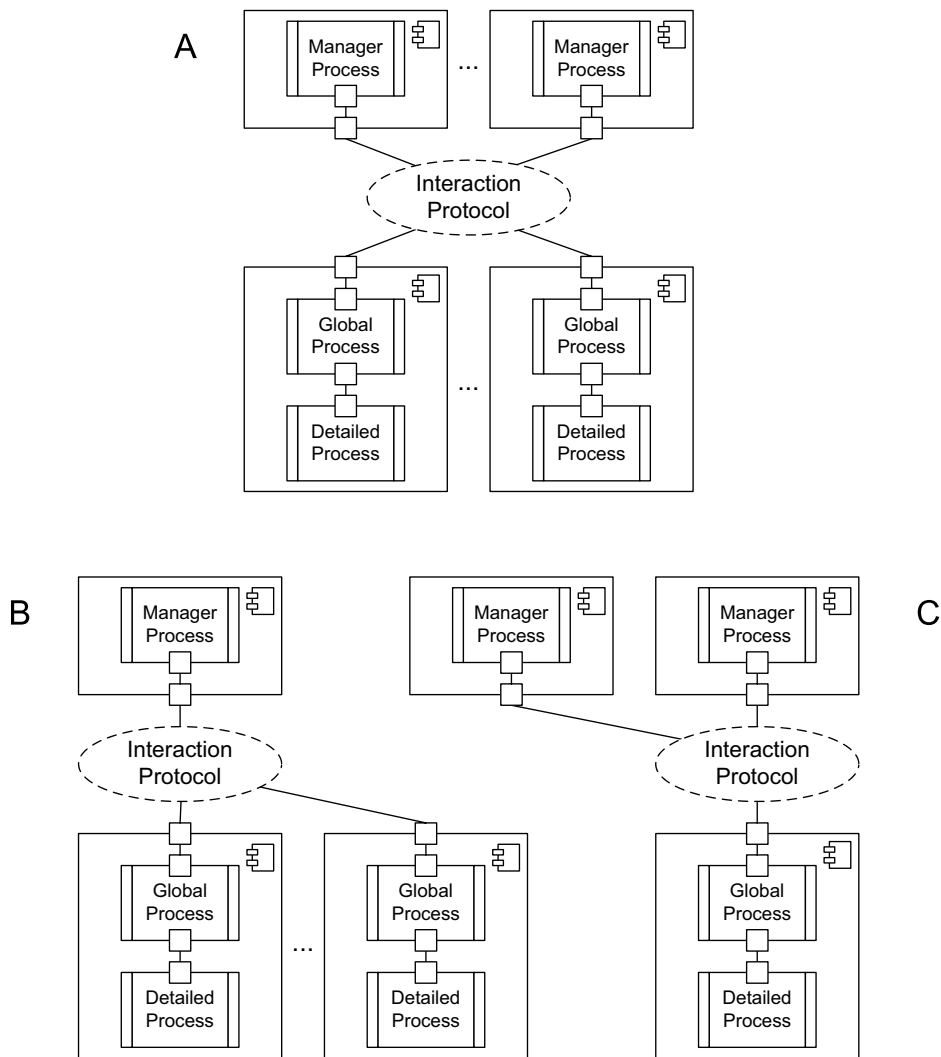 A
Manager
Process
...
Manager
Process
Interaction
Protocol
Global
Process
Detailed
Process
...
Global
Process
Detailed
Process
B
Manager
Process
Interaction
Protocol
Global
Process
Detailed
Process
...
Global
Process
Detailed
Process
C
Manager
Process
Manager
Process
Interaction
Protocol
Global
Process
Detailed
Process